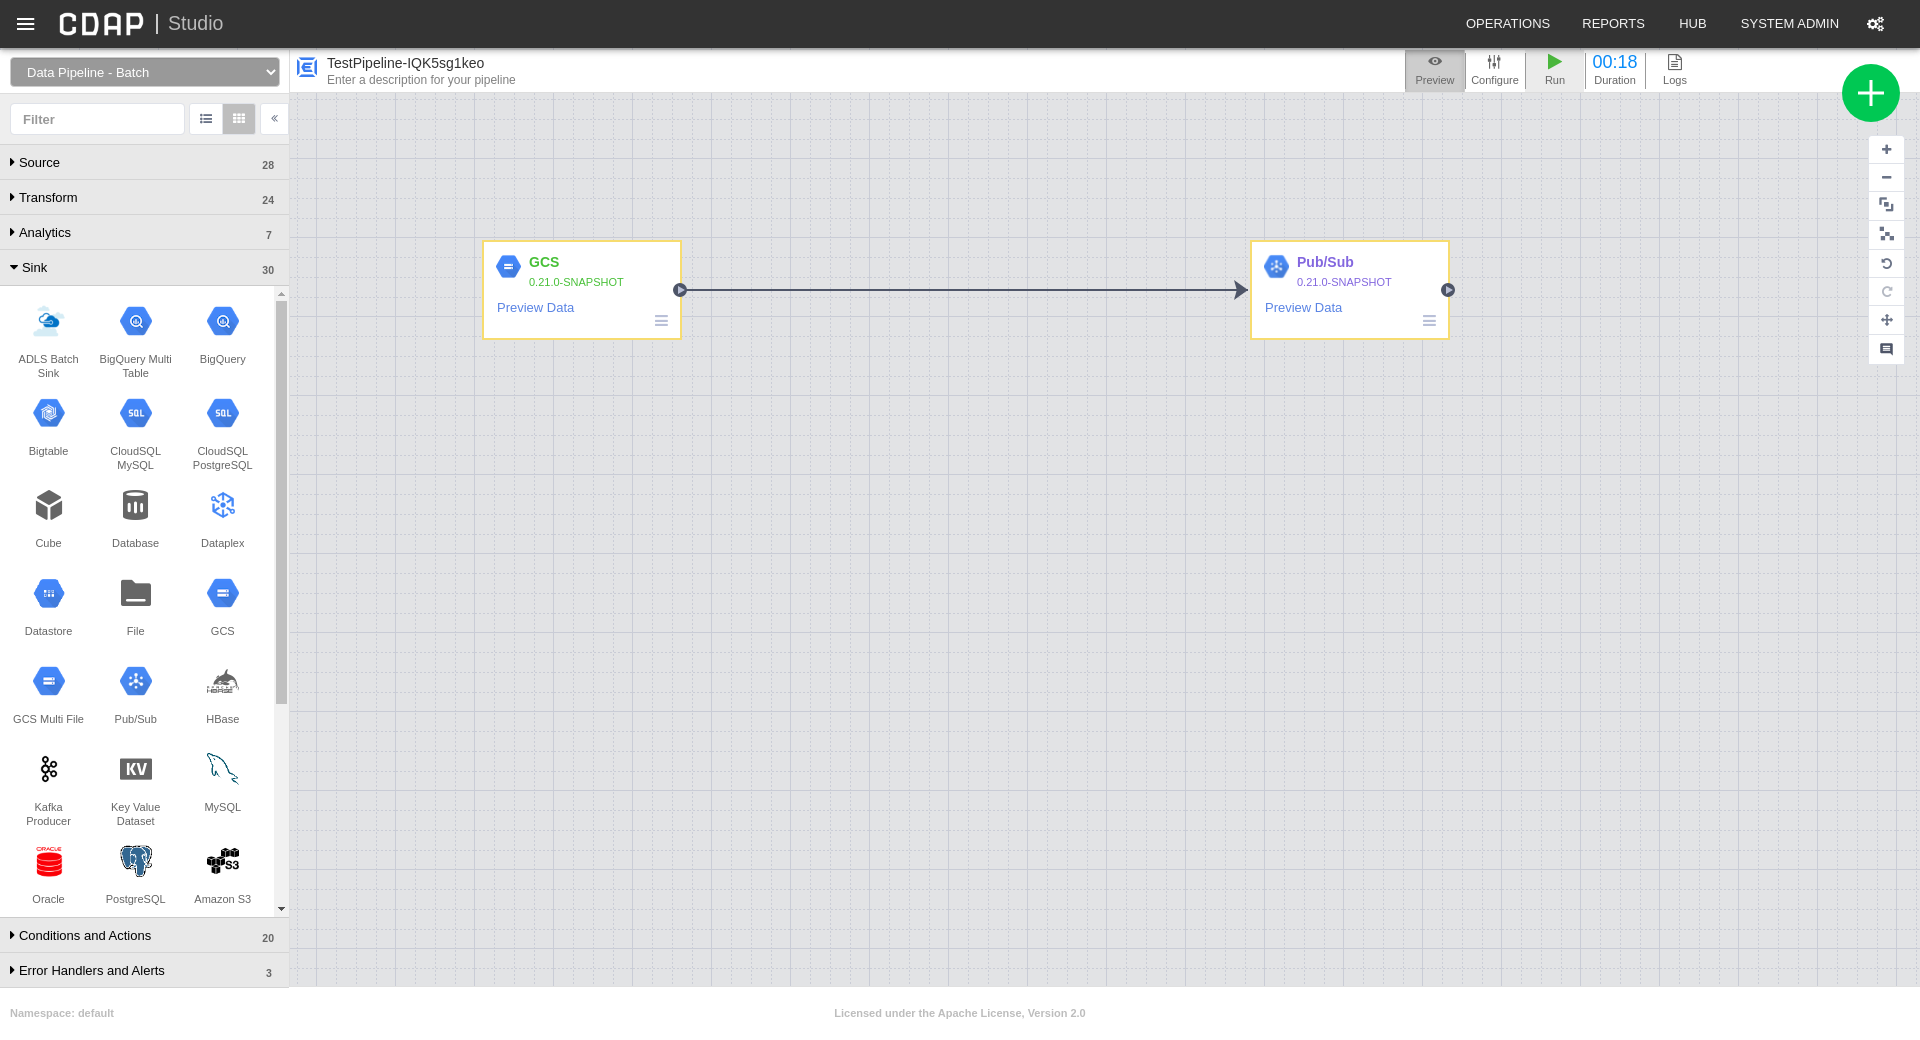 CDAP | Studio
OPERATIONS
REPORTS
HUB
SYSTEM ADMIN
Data Pipeline - Batch
TestPipeline-IQK5sg1keo
Enter a description for your pipeline
Preview
Configure
Run
00:18
Duration
Logs
Filter
Source 28
Transform 24
Analytics 7
Sink 30
ADLS Batch
Sink
BigQuery Multi
Table
BigQuery
Bigtable
SQL
CloudSQL
MySQL
SQL
CloudSQL
PostgreSQL
Cube
Database
Dataplex
Datastore
File
GCS
GCS Multi File
Pub/Sub
HBASE
HBase
Kafka
Producer
KV
Key Value
Dataset
MySQL
ORACLE
Oracle
PostgreSQL
S3
Amazon S3
Conditions and Actions 20
Error Handlers and Alerts 3
GCS
0.21.0-SNAPSHOT
Preview Data
Pub/Sub
0.21.0-SNAPSHOT
Preview Data
Namespace: default
Licensed under the Apache License, Version 2.0